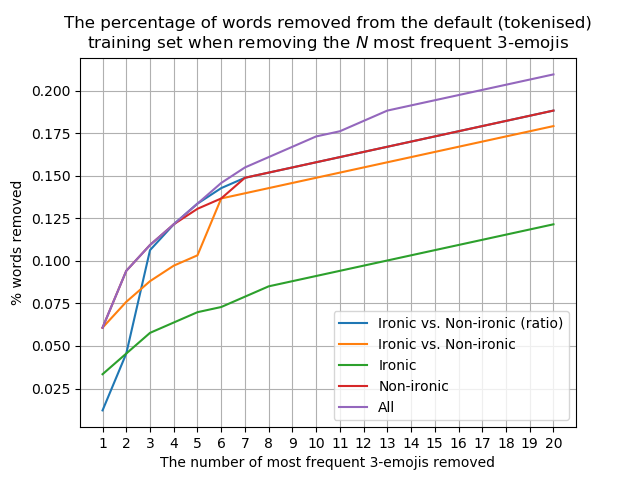 The percentage of words removed from the default (tokenised)
training set when removing the N most frequent 3-emojis
% words removed
0.200
0.175
0.150
0.125
0.100
0.075
0.050
0.025
Ironic vs. Non-ironic (ratio)
Ironic vs. Non-ironic
Ironic
Non-ironic
All
1 2 3 4 5 6 7 8 9 10 11 12 13 14 15 16 17 18 19 20
The number of most frequent 3-emojis removed